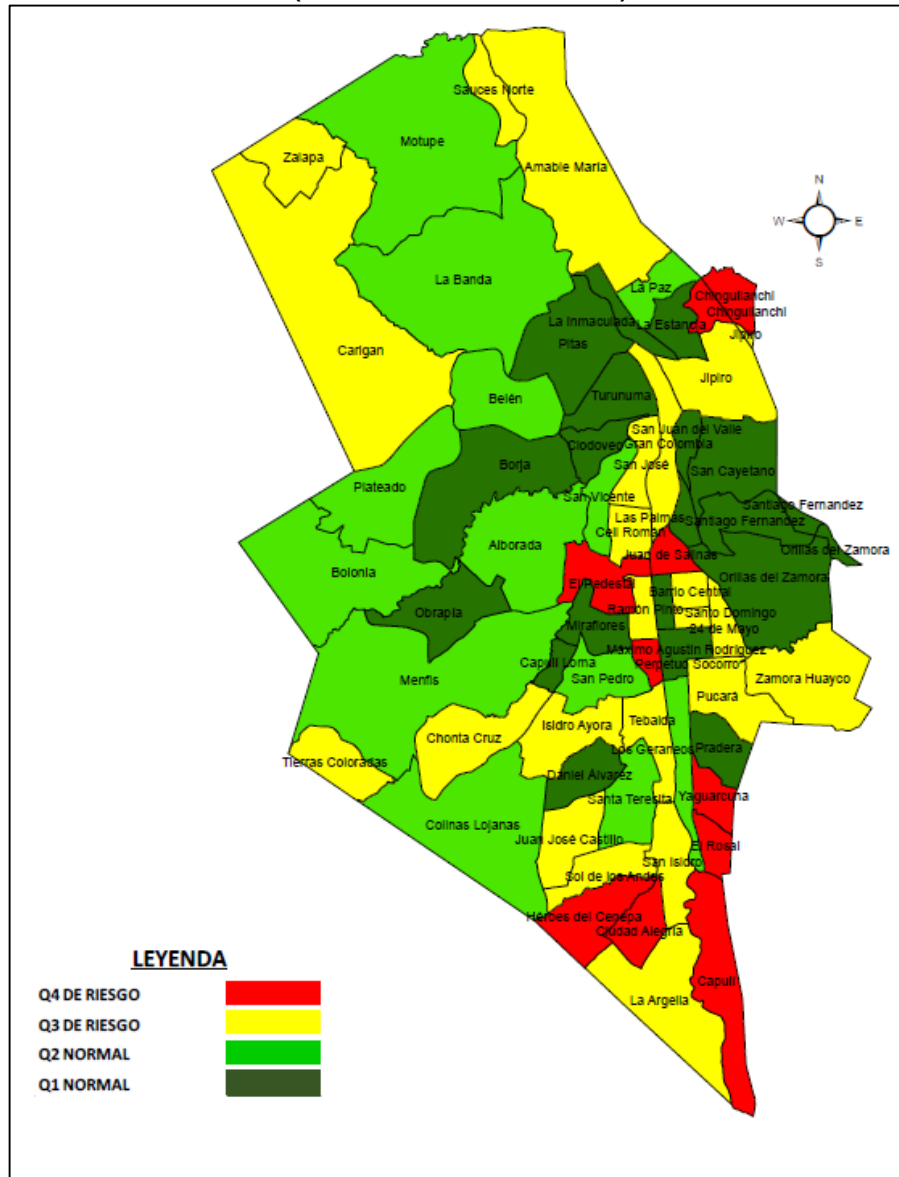 Sauces Norte
Motupe
Zalapa
Amable María
N
W
E
S
La Banda
La Paz
Chinguilanchi
Chinguilanchi
La Inmaculada
La Estancia
Jipiro
Pitas
Carigan
Jipiro
Belén
Turunuma
San Juan del Valle
Clodoveo
Gran Colombia
Borja
San José
San Cayetano
Plateado
San Vicente
Santiago Fernandez
Las Palmas
Santiago Fernandez
Celi Román
Alborada
Juan de Salinas
Orillas del Zamora
Bolonia
El Pedestal
Orillas del Zamora
Barrio Central
Obrapía
Ramón Pinto
Santo Domingo
Miraflores
24 de Mayo
Máximo Agustin Rodríguez
Capulí Loma
Perpetuo Socorro
Menfis
San Pedro
Zamora Huayco
Pucará
Tebaida
Chonta Cruz
Isidro Ayora
Los Geraneos
Pradera
Tierras Coloradas
Daniel Álvarez
Santa Teresita
Yaguarcuna
Colinas Lojanas
Juan José Castillo
El Rosal
San Isidro
Sol de los Andes
Héroes del Cenepa
Ciudad Alegría
Capulí
La Argelia
LEYENDA
Q4 DE RIESGO
Q3 DE RIESGO
Q2 NORMAL
Q1 NORMAL